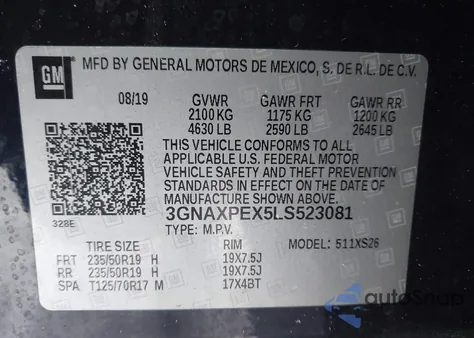 GM MFD BY GENERAL MOTORS DE MEXICO, S. DE R.L. DE C.V.
08/19 GVWR GAWR FRT GAWR RR
2100 KG 1175 KG 1200 KG
4630 LB 2590 LB 2645 LB
THIS VEHICLE CONFORMS TO ALL
APPLICABLE U.S. FEDERAL MOTOR
VEHICLE SAFETY AND THEFT PREVENTION
STANDARDS IN EFFECT ON THE DATE OF
MANUFACTURE SHOWN ABOVE.
328E 3GNAXPEX5LS523081
TYPE: M.P.V.
TIRE SIZE RIM MODEL: 511XS26
FRT 235/50R19 H 19X7.5J
RR 235/50R19 H 19X7.5J
SPA T125/70R17 M 17X4BT
autoSnap